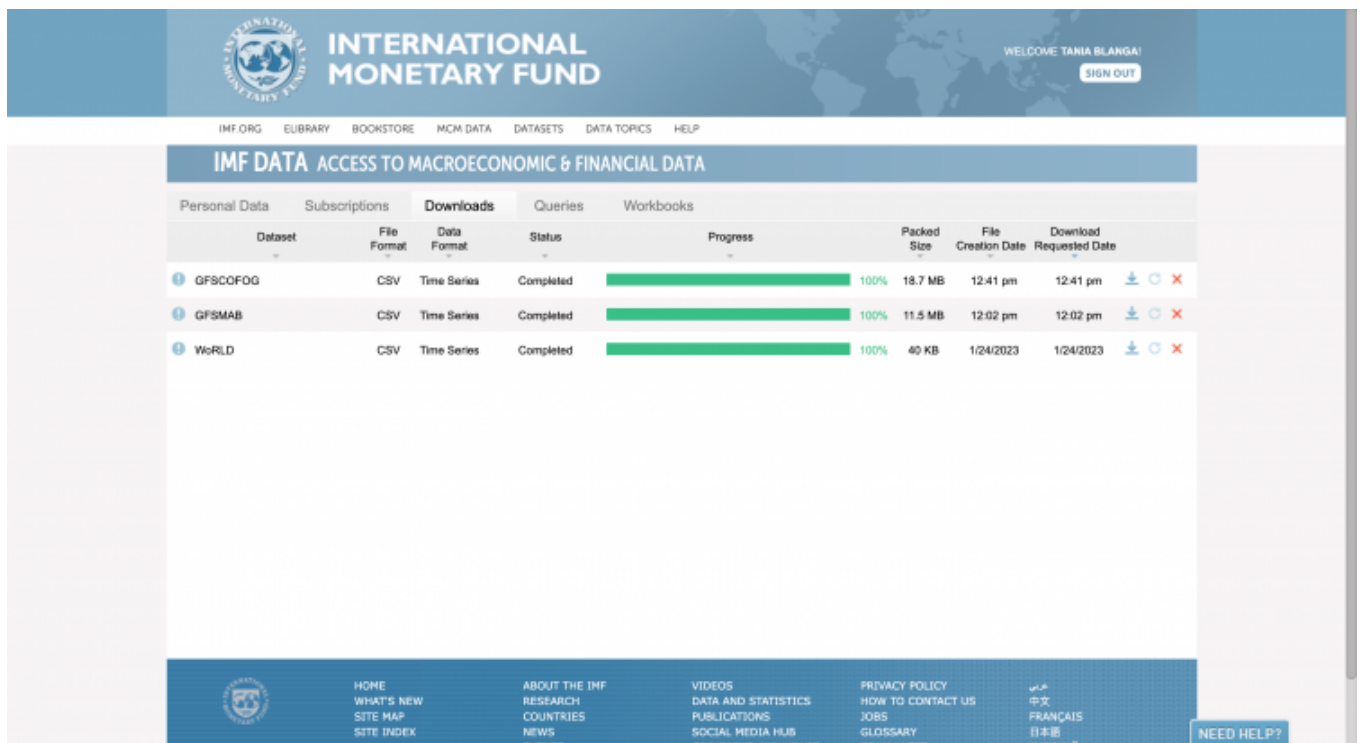 INTERNATIONAL
MONETARY FUND
WELCOME TANIA BLANGA!
SIGN OUT
IMF.ORG ELIBRARY BOOKSTORE MCM DATA DATASETS DATA TOPICS HELP
IMF DATA ACCESS TO MACROECONOMIC & FINANCIAL DATA
Personal Data Subscriptions Downloads Queries Workbooks
Dataset File Format Data Format Status Progress Packed Size File Creation Date Download Requested Date
GFSCOFOG CSV Time Series Completed 100% 18.7 MB 12:41 pm 12:41 pm
GFSMAB CSV Time Series Completed 100% 11.5 MB 12:02 pm 12:02 pm
WoRLD CSV Time Series Completed 100% 40 KB 1/24/2023 1/24/2023
HOME ABOUT THE IMF VIDEOS PRIVACY POLICY عربي
WHAT'S NEW RESEARCH DATA AND STATISTICS HOW TO CONTACT US 中文
SITE MAP COUNTRIES PUBLICATIONS JOBS FRANÇAIS
SITE INDEX NEWS SOCIAL MEDIA HUB GLOSSARY 日本語
NEED HELP?